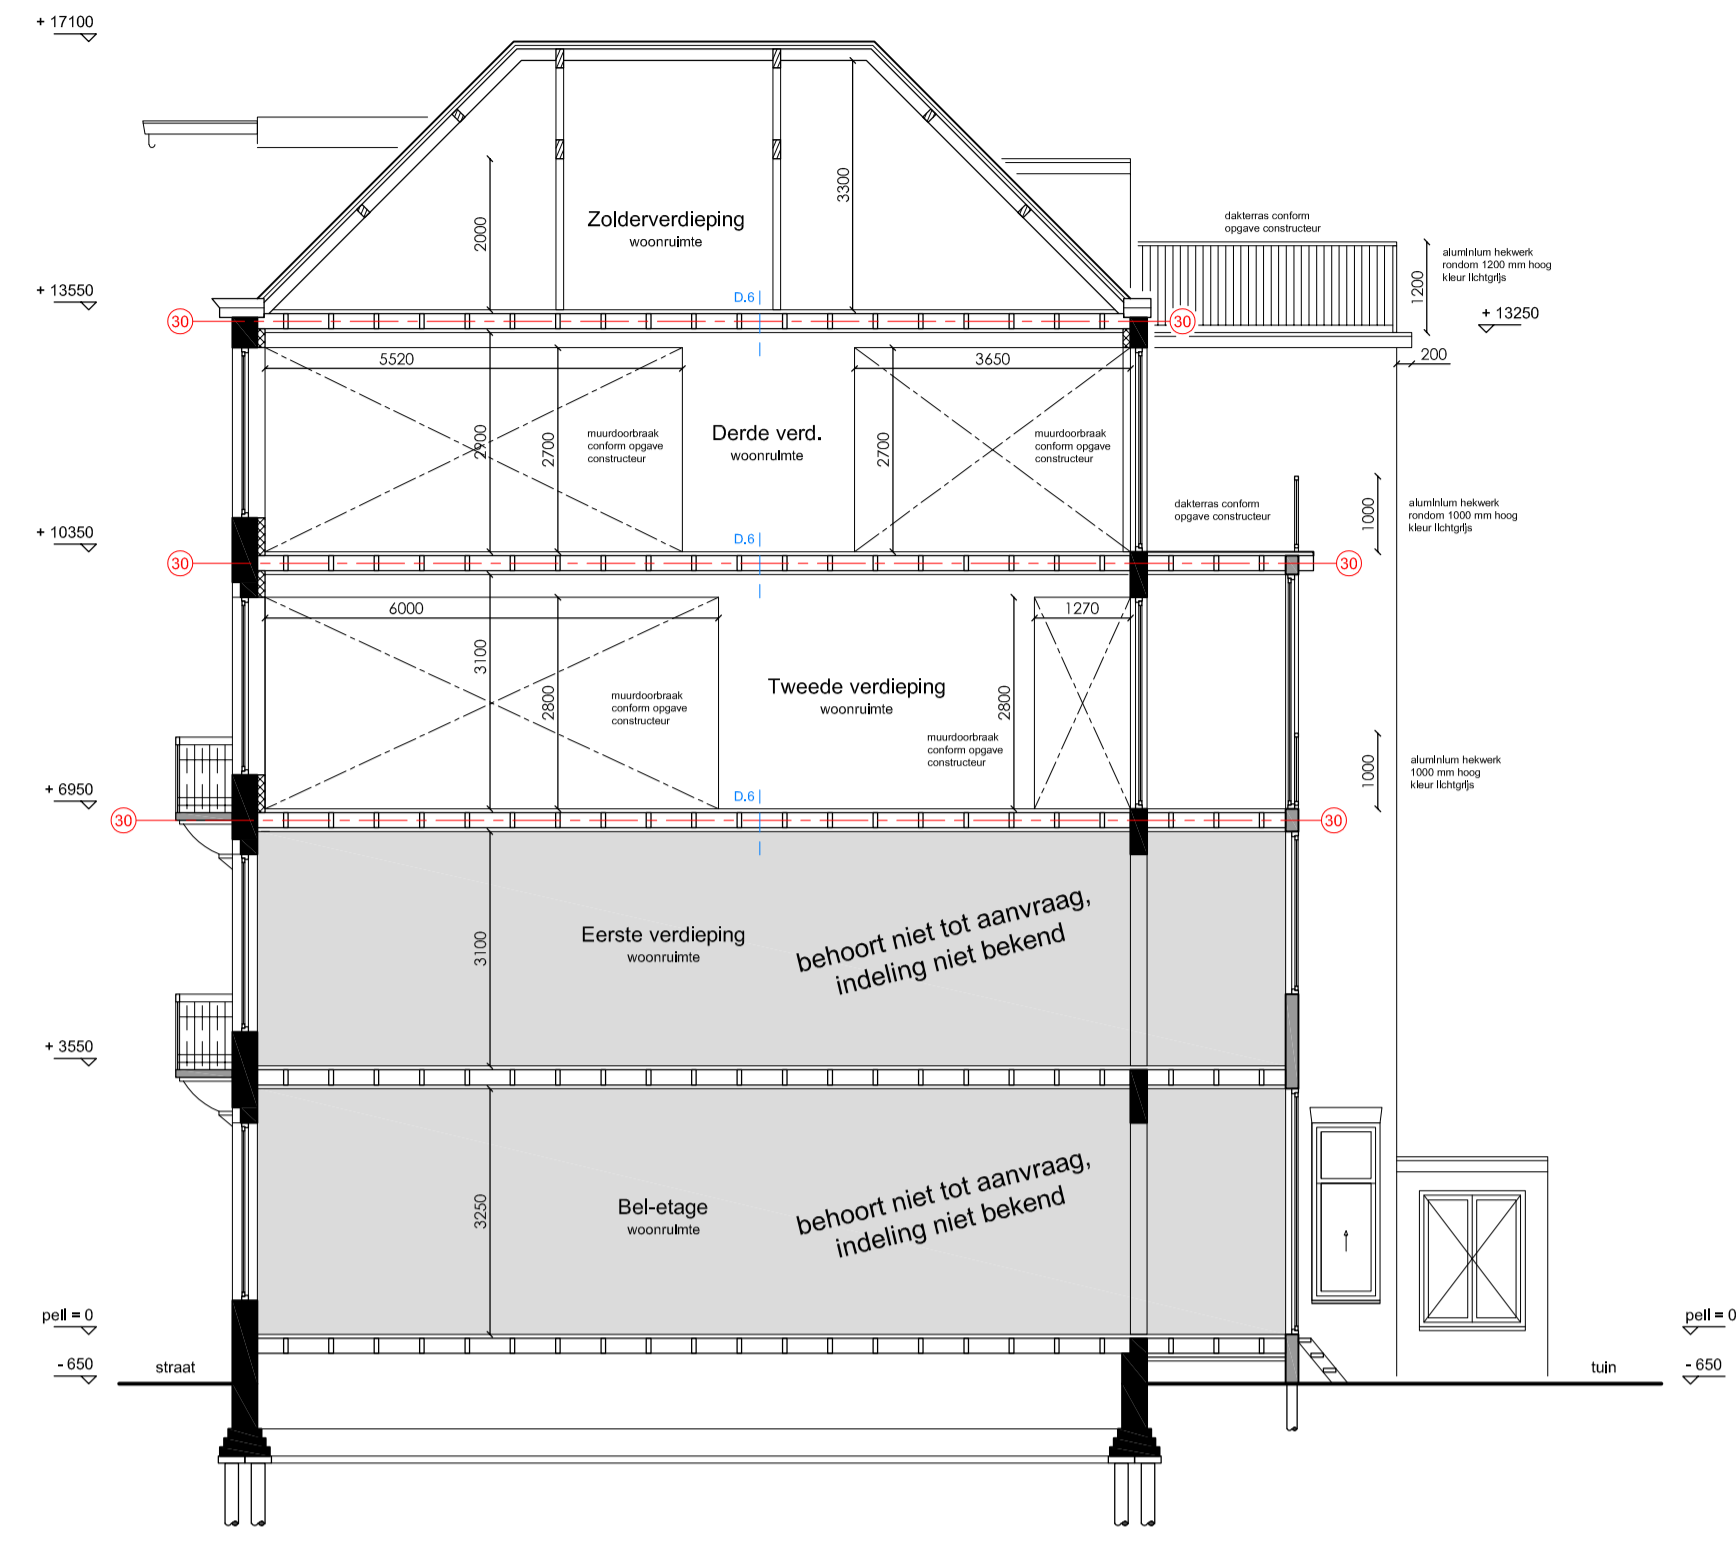 + 17100
3300
2000
Zolderverdieping
woonruimte
dakterras conform
opgave constructeur
aluminium hekwerk
rondom 1200 mm hoog
kleur lichtgrijs
1200
+ 13550
D.6
+ 13250
30
30
200
5520
3650
2900
2700
muurdoorbraak
conform opgave
constructeur
Derde verd.
woonruimte
2700
muurdoorbraak
conform opgave
constructeur
dakterras conform
opgave constructeur
1000
aluminium hekwerk
rondom 1000 mm hoog
kleur lichtgrijs
+ 10350
D.6
30
30
6000
1270
3100
2800
muurdoorbraak
conform opgave
constructeur
Tweede verdieping
woonruimte
2800
muurdoorbraak
conform opgave
constructeur
1000
aluminium hekwerk
1000 mm hoog
kleur lichtgrijs
+ 6950
D.6
30
30
3100
Eerste verdieping
woonruimte
behoort niet tot aanvraag,
indeling niet bekend
+ 3550
3250
Bel-etage
woonruimte
behoort niet tot aanvraag,
indeling niet bekend
peil = 0
peil = 0
- 650
straat
tuin
- 650